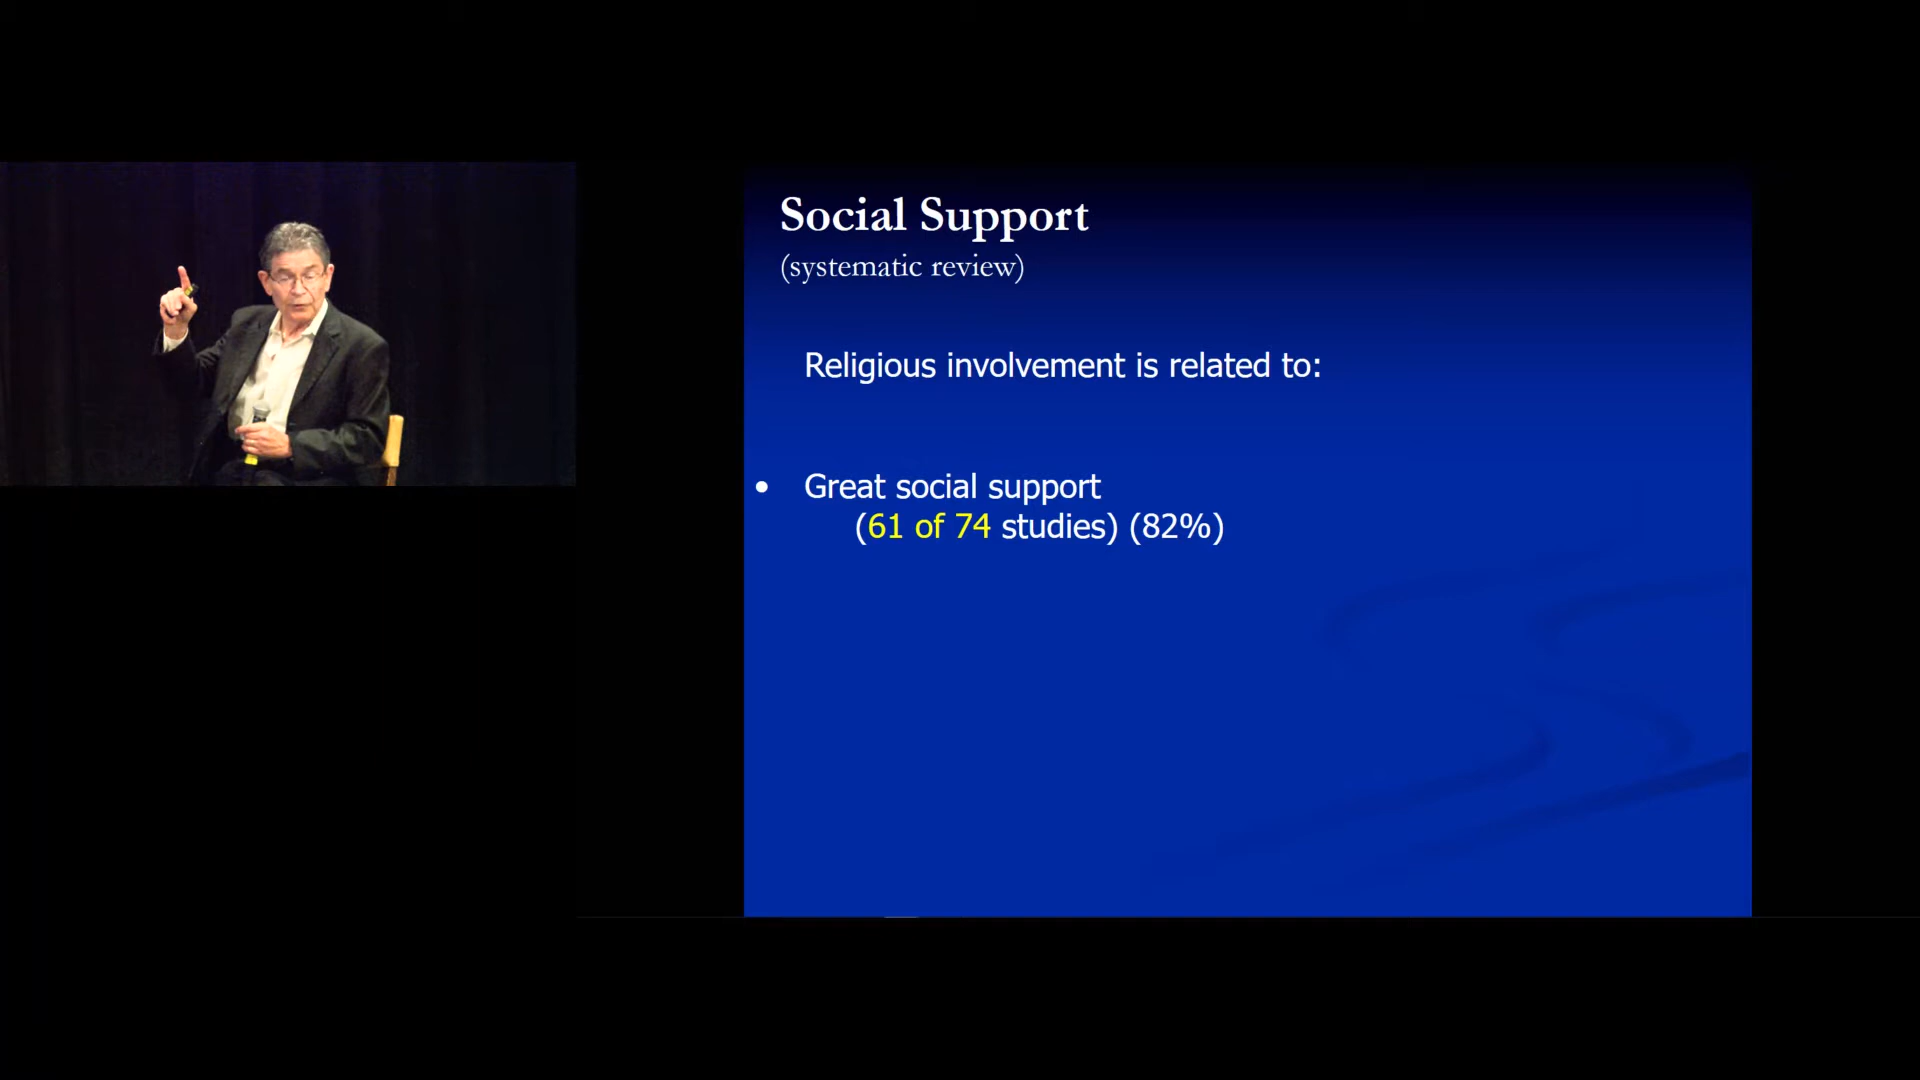 Social Support
(systematic review)
Religious involvement is related to:
• Great social support
(61 of 74 studies) (82%)